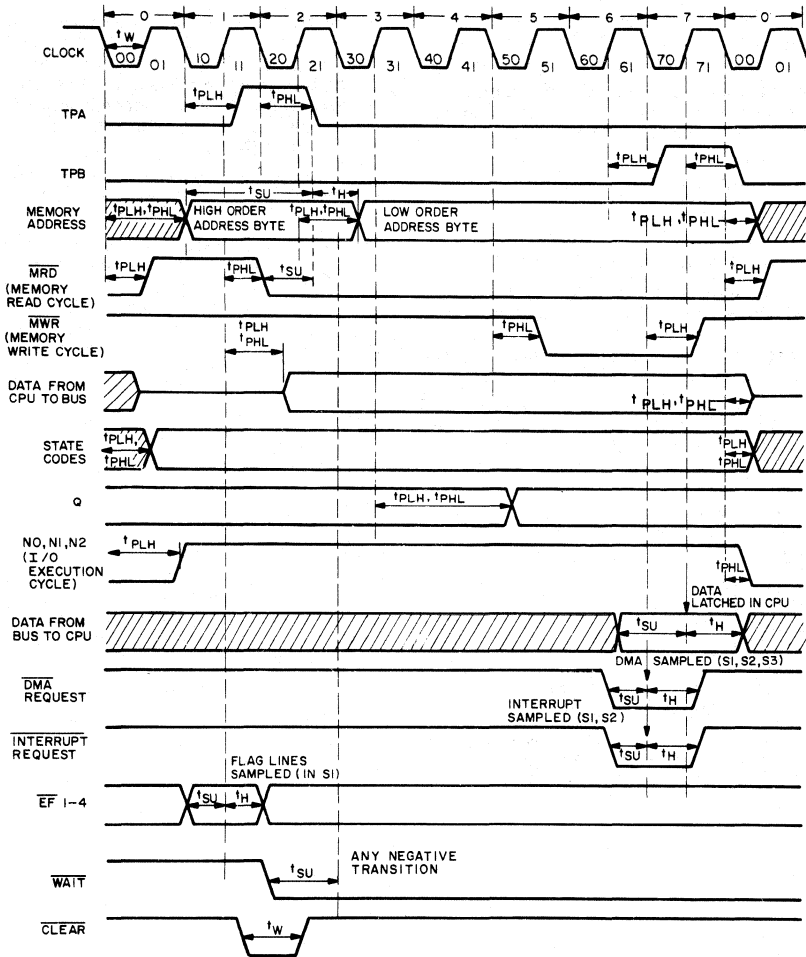 0 1 2 3 4 5 6 7 0
CLOCK
tW
00 01 10 11 20 21 30 31 40 41 50 51 60 61 70 71 00 01
TPA
tPLH tPHL
TPB
tPLH tPHL
tSU tH
MEMORY
ADDRESS
tPLH, tPHL
HIGH ORDER
ADDRESS BYTE
tPLH, tPHL
LOW ORDER
ADDRESS BYTE
tPLH, tPHL
MRD
(MEMORY
READ CYCLE)
tPLH tPHL tSU tPLH
MWR
(MEMORY
WRITE CYCLE)
tPLH
tPHL
tPHL tPLH
DATA FROM
CPU TO BUS
tPLH, tPHL
STATE
CODES
tPLH,
tPHL
tPLH
tPHL
Q
tPLH, tPHL
N0, N1, N2
(I/O
EXECUTION
CYCLE)
tPLH tPHL
DATA
LATCHED IN CPU
DATA FROM
BUS TO CPU
tSU tH
DMA SAMPLED (S1, S2, S3)
DMA
REQUEST
tSU tH
INTERRUPT
SAMPLED (S1, S2)
INTERRUPT
REQUEST
tSU tH
FLAG LINES
SAMPLED (IN S1)
EF 1-4
tSU tH
WAIT
tSU
ANY NEGATIVE
TRANSITION
CLEAR
tW